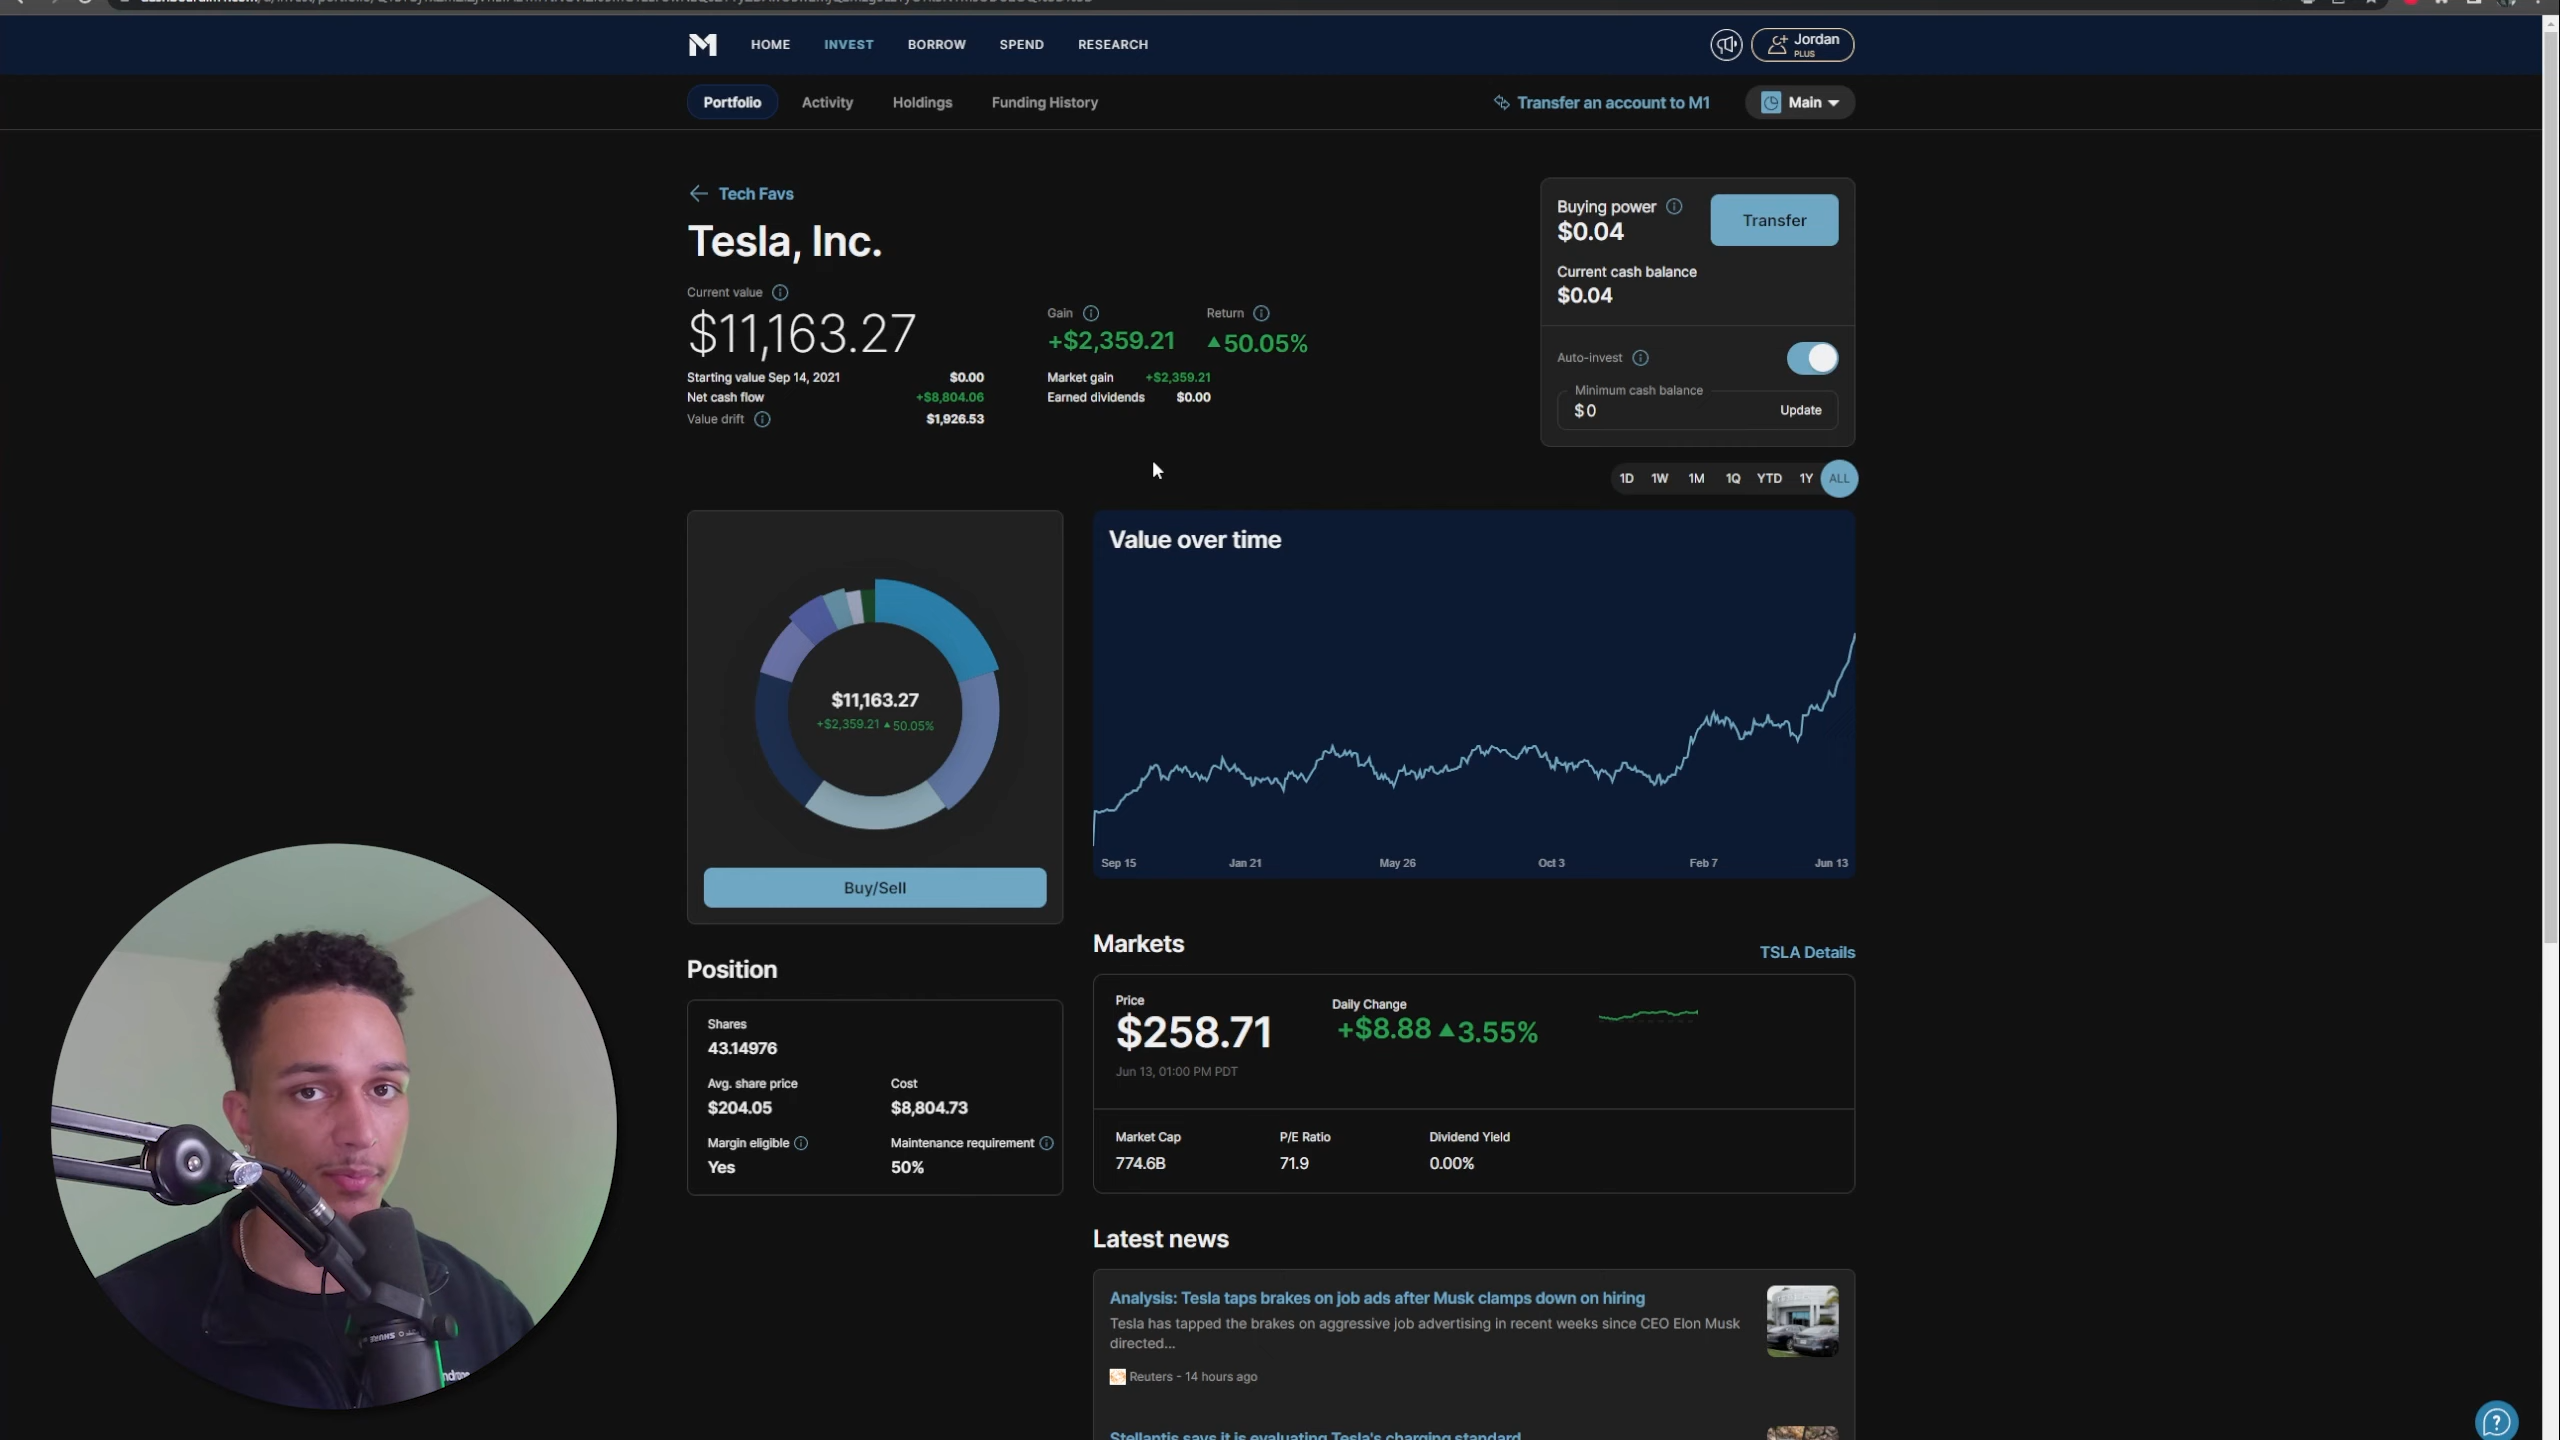 HOME INVEST BORROW SPEND RESEARCH
Jordan
PLUS
Portfolio Activity Holdings Funding History
Transfer an account to M1
Main
Tech Favs
Tesla, Inc.
Current value
$11,163.27
Starting value Sep 14, 2021 $0.00
Net cash flow +$8,804.06
Value drift $1,926.53
Gain
+$2,359.21
Return
50.05%
Market gain +$2,359.21
Earned dividends $0.00
Buying power
$0.04
Transfer
Current cash balance
$0.04
Auto-invest
Minimum cash balance
$0
Update
1D 1W 1M 1Q YTD 1Y ALL
$11,163.27
+$2,359.21 50.05%
Buy/Sell
Value over time
Sep 15 Jan 21 May 26 Oct 3 Feb 7 Jun 13
Position
Shares
43.14976
Avg. share price
$204.05
Cost
$8,804.73
Margin eligible
Yes
Maintenance requirement
50%
Markets
TSLA Details
Price
$258.71
Jun 13, 01:00 PM PDT
Daily Change
+$8.88 3.55%
Market Cap
774.6B
P/E Ratio
71.9
Dividend Yield
0.00%
Latest news
Analysis: Tesla taps brakes on job ads after Musk clamps down on hiring
Tesla has tapped the brakes on aggressive job advertising in recent weeks since CEO Elon Musk
directed...
Reuters - 14 hours ago
Stellantis says it is evaluating Tesla's charging standard
SHURE